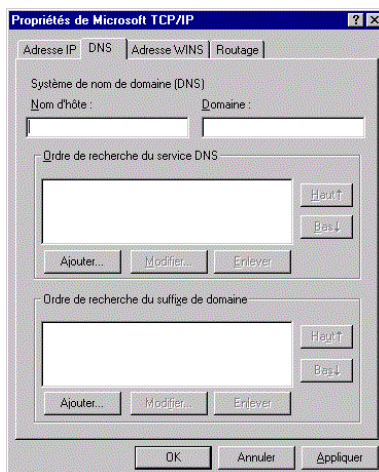 Propriétés de Microsoft TCP/IP
Adresse IP DNS Adresse WINS Routage
Système de nom de domaine (DNS)
Nom d'hôte : Domaine :
Ordre de recherche du service DNS
Haut↑
Bas↓
Ajouter... Modifier... Enlever
Ordre de recherche du suffixe de domaine
Haut↑
Bas↓
Ajouter... Modifier... Enlever
OK Annuler Appliquer